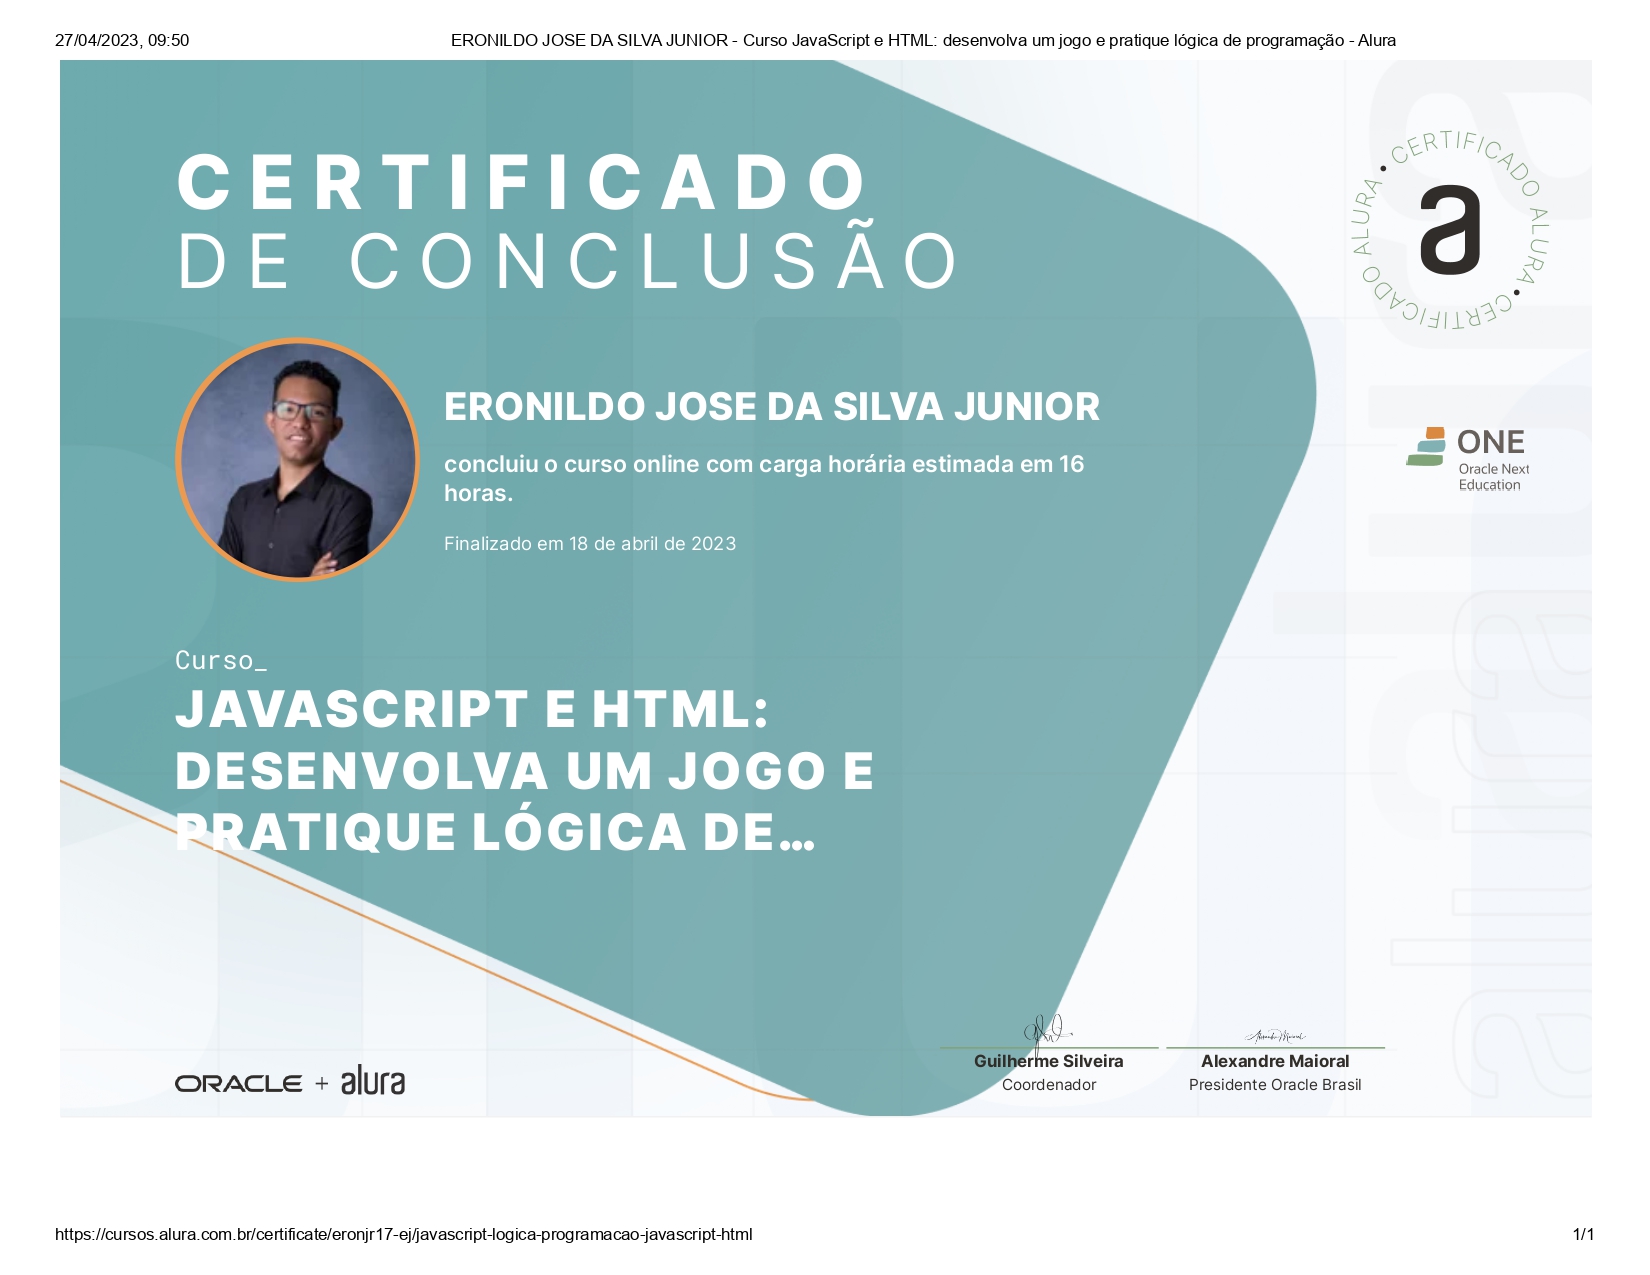 27/04/2023, 09:50
ERONILDO JOSE DA SILVA JUNIOR - Curso JavaScript e HTML: desenvolva um jogo e pratique lógica de programação - Alura
CERTIFICADO
DE CONCLUSÃO
CERTIFICADO ALURA • CERTIFICADO ALURA •
a
ERONILDO JOSE DA SILVA JUNIOR
concluiu o curso online com carga horária estimada em 16
horas.
Finalizado em 18 de abril de 2023
ONE
Oracle Next
Education
Curso_
JAVASCRIPT E HTML:
DESENVOLVA UM JOGO E
PRATIQUE LÓGICA DE...
alura
ORACLE + alura
Guilherme Silveira
Coordenador
Alexandre Maioral
Presidente Oracle Brasil
https://cursos.alura.com.br/certificate/eronjr17-ej/javascript-logica-programacao-javascript-html
1/1